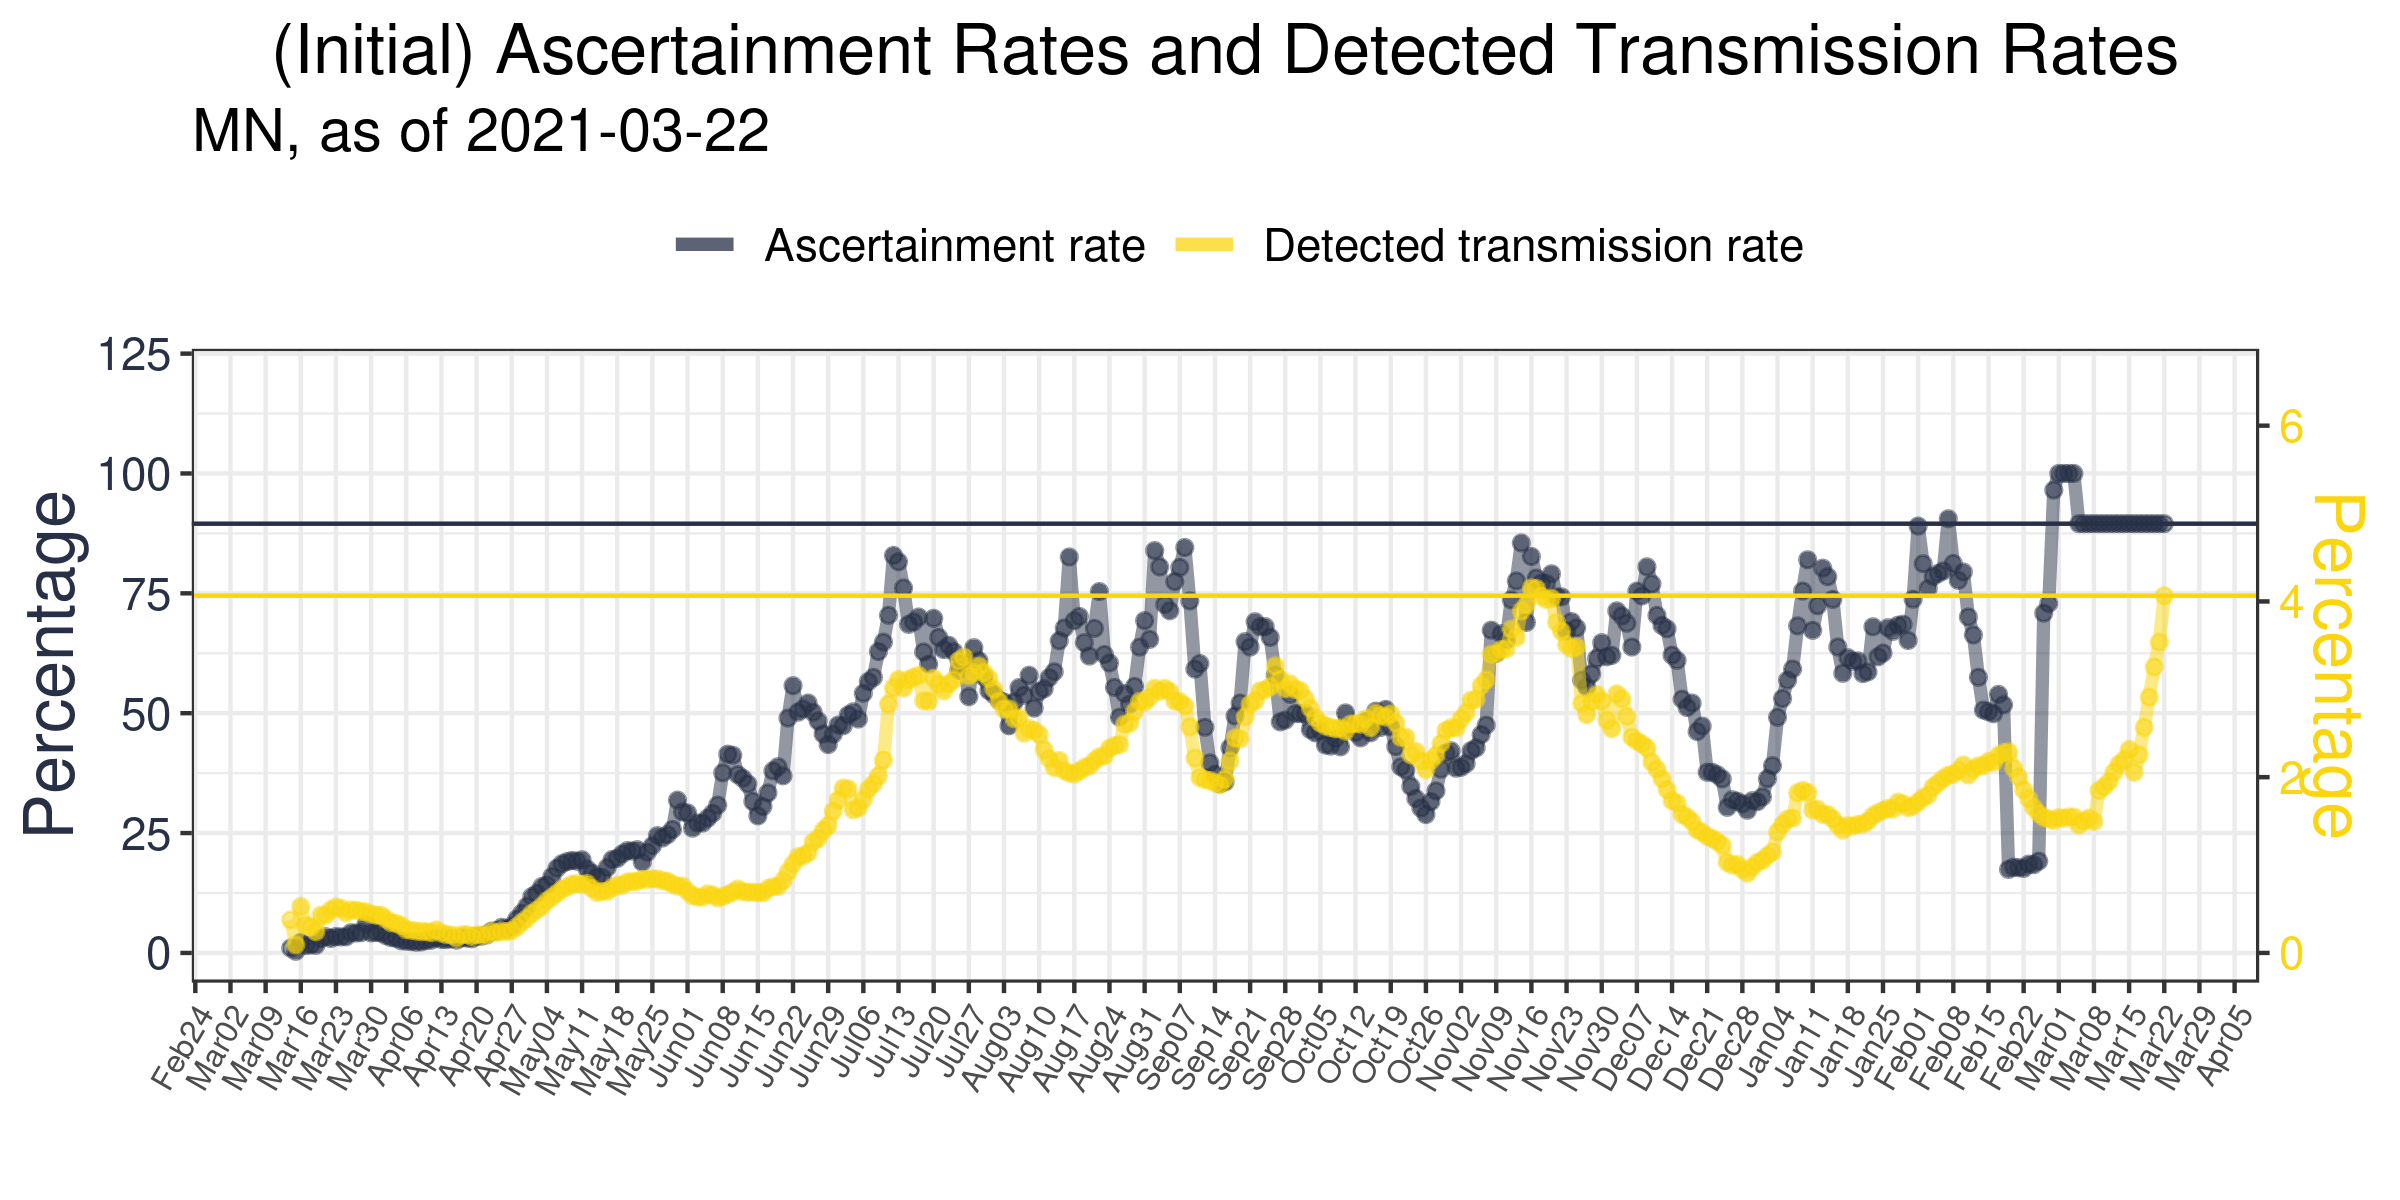 (Initial) Ascertainment Rates and Detected Transmission Rates
MN, as of 2021-03-22
Ascertainment rate
Detected transmission rate
125
100
75
50
25
0
Percentage
6
4
2
0
Percentage
Feb24
Mar02
Mar09
Mar16
Mar23
Mar30
Apr06
Apr13
Apr20
Apr27
May04
May11
May18
May25
Jun01
Jun08
Jun15
Jun22
Jun29
Jul06
Jul13
Jul20
Jul27
Aug03
Aug10
Aug17
Aug24
Aug31
Sep07
Sep14
Sep21
Sep28
Oct05
Oct12
Oct19
Oct26
Nov02
Nov09
Nov16
Nov23
Nov30
Dec07
Dec14
Dec21
Dec28
Jan04
Jan11
Jan18
Jan25
Feb01
Feb08
Feb15
Feb22
Mar01
Mar08
Mar15
Mar22
Mar29
Apr05